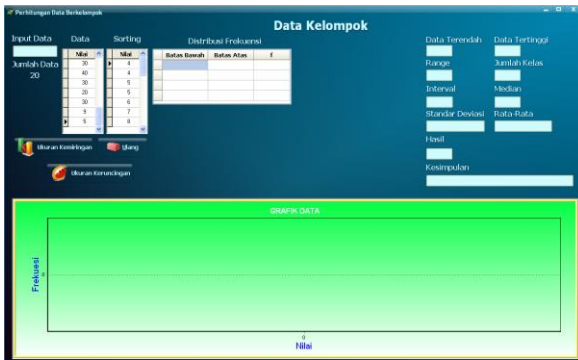 Perhitungan Data Berkelompok
Data Kelompok
Input Data
Data
Sorting
Distribusi Frekuensi
Data Terendah
Data Tertinggi
Nilai
Nilai
Batas Bawah
Batas Atas
f
Jumlah Data
20
30
40
30
20
30
9
5
4
4
5
5
6
7
8
Range
Jumlah Kelas
Interval
Median
Standar Deviasi
Rata-Rata
Hasil
Kesimpulan
Ukuran Kemiringan
Ulang
Ukuran Keruncingan
GRAFIK DATA
Frekuesi
0
0
Nilai